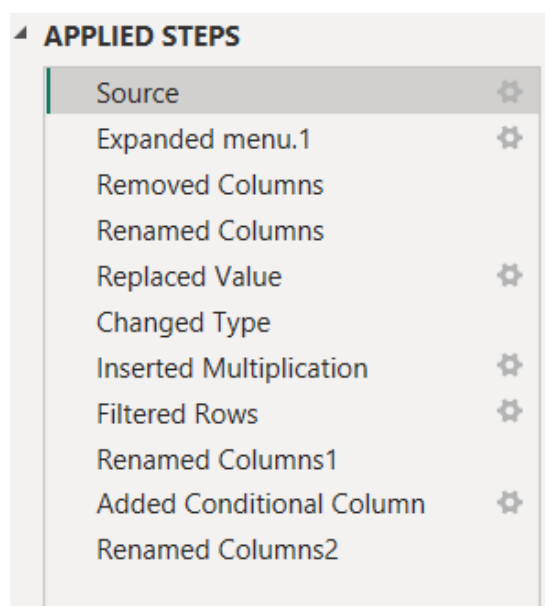 APPLIED STEPS
Source
Expanded menu.1
Removed Columns
Renamed Columns
Replaced Value
Changed Type
Inserted Multiplication
Filtered Rows
Renamed Columns1
Added Conditional Column
Renamed Columns2